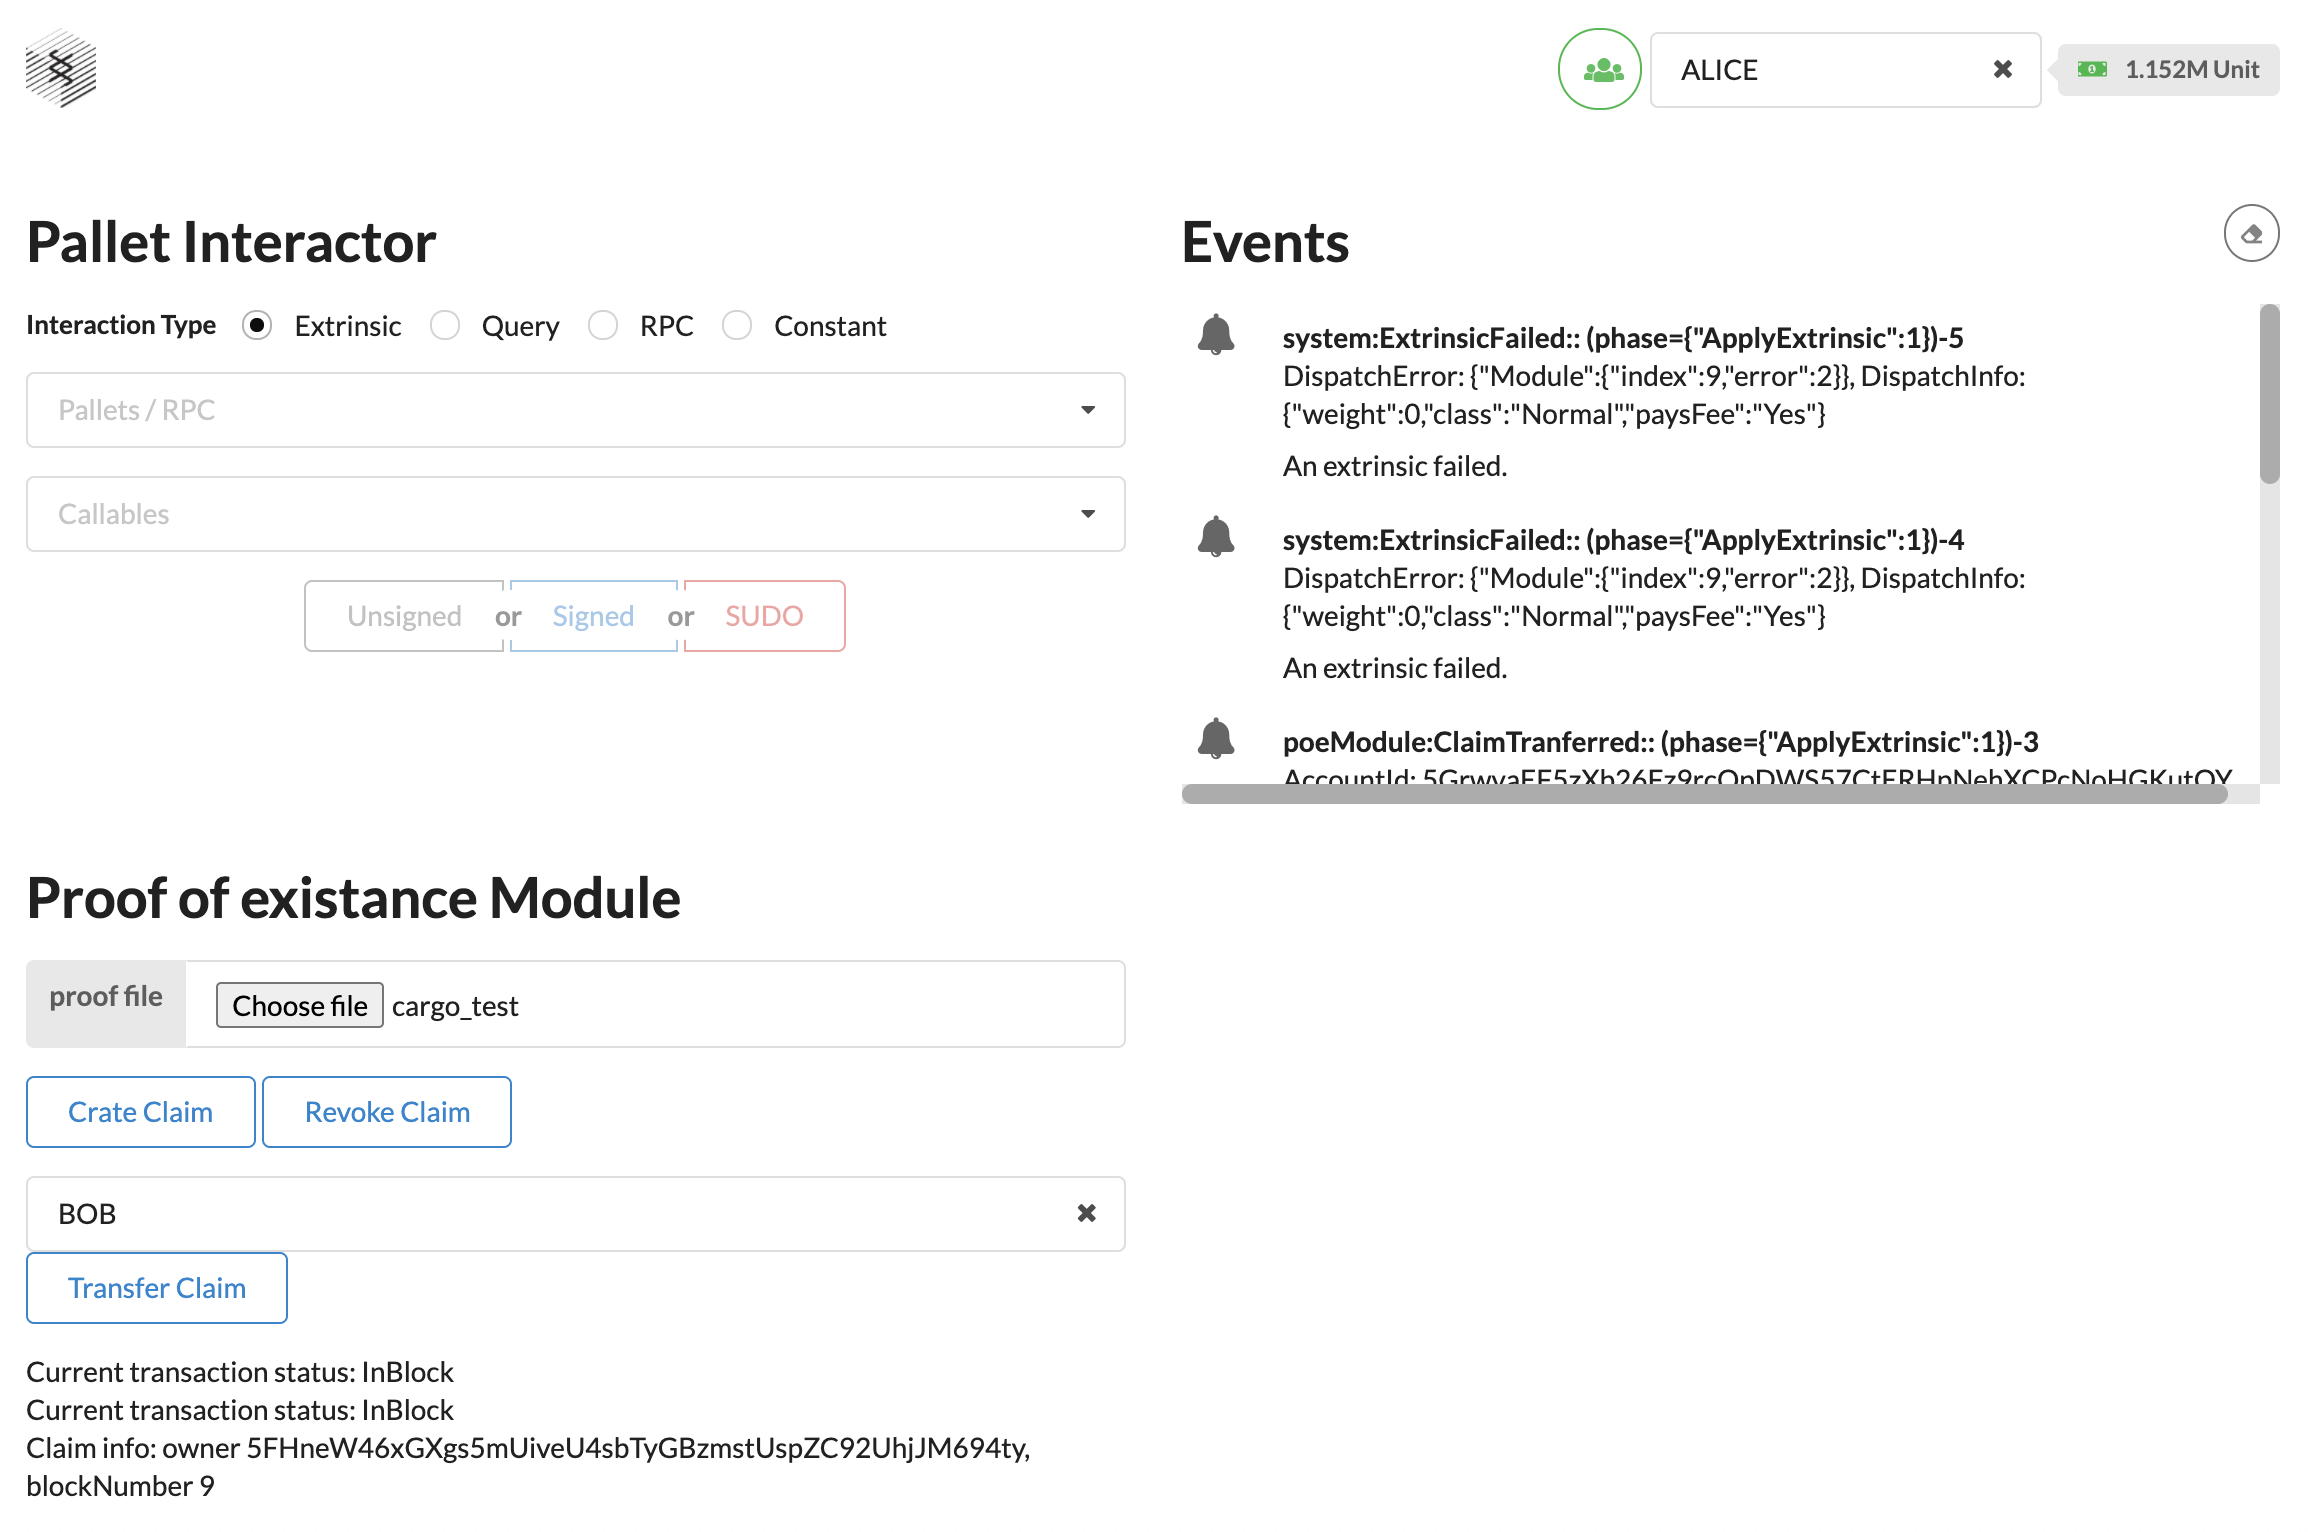 ALICE
1.152M Unit
Pallet Interactor
Interaction Type Extrinsic Query RPC Constant
Pallets / RPC
Callables
Unsigned or Signed or SUDO
Events
system:ExtrinsicFailed:: (phase={"ApplyExtrinsic":1})-5
DispatchError: {"Module":{"index":9,"error":2}}, DispatchInfo:
{"weight":0,"class":"Normal","paysFee":"Yes"}
An extrinsic failed.
system:ExtrinsicFailed:: (phase={"ApplyExtrinsic":1})-4
DispatchError: {"Module":{"index":9,"error":2}}, DispatchInfo:
{"weight":0,"class":"Normal","paysFee":"Yes"}
An extrinsic failed.
poeModule:ClaimTranferred:: (phase={"ApplyExtrinsic":1})-3
AccountId:
Proof of existance Module
proof file Choose file cargo_test
Crate Claim Revoke Claim
BOB
Transfer Claim
Current transaction status: InBlock
Current transaction status: InBlock
Claim info: owner 5FHneW46xGXgs5mUiveU4sbTyGBzmstUspZC92UhjJM694ty,
blockNumber 9